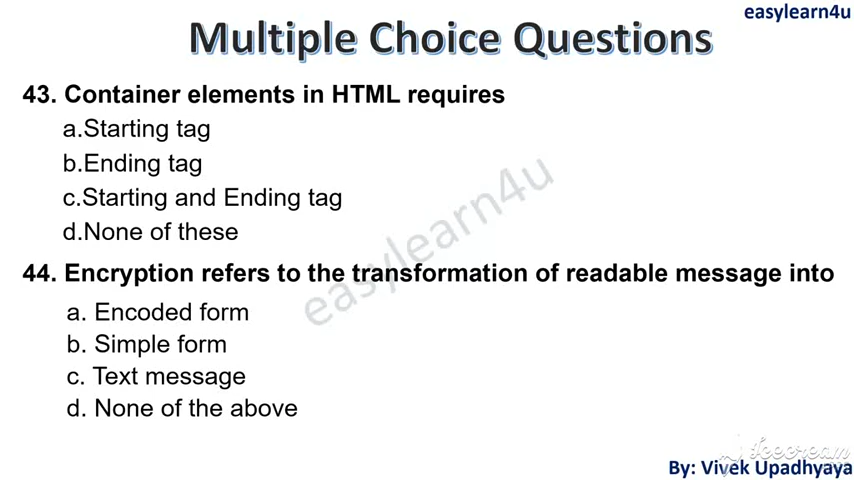 easylearn4u
Multiple Choice Questions
43. Container elements in HTML requires
a.Starting tag
b.Ending tag
c.Starting and Ending tag
d.None of these
easylearn4u
44. Encryption refers to the transformation of readable message into
a. Encoded form
b. Simple form
c. Text message
d. None of the above
Icecream
By: Vivek Upadhyaya